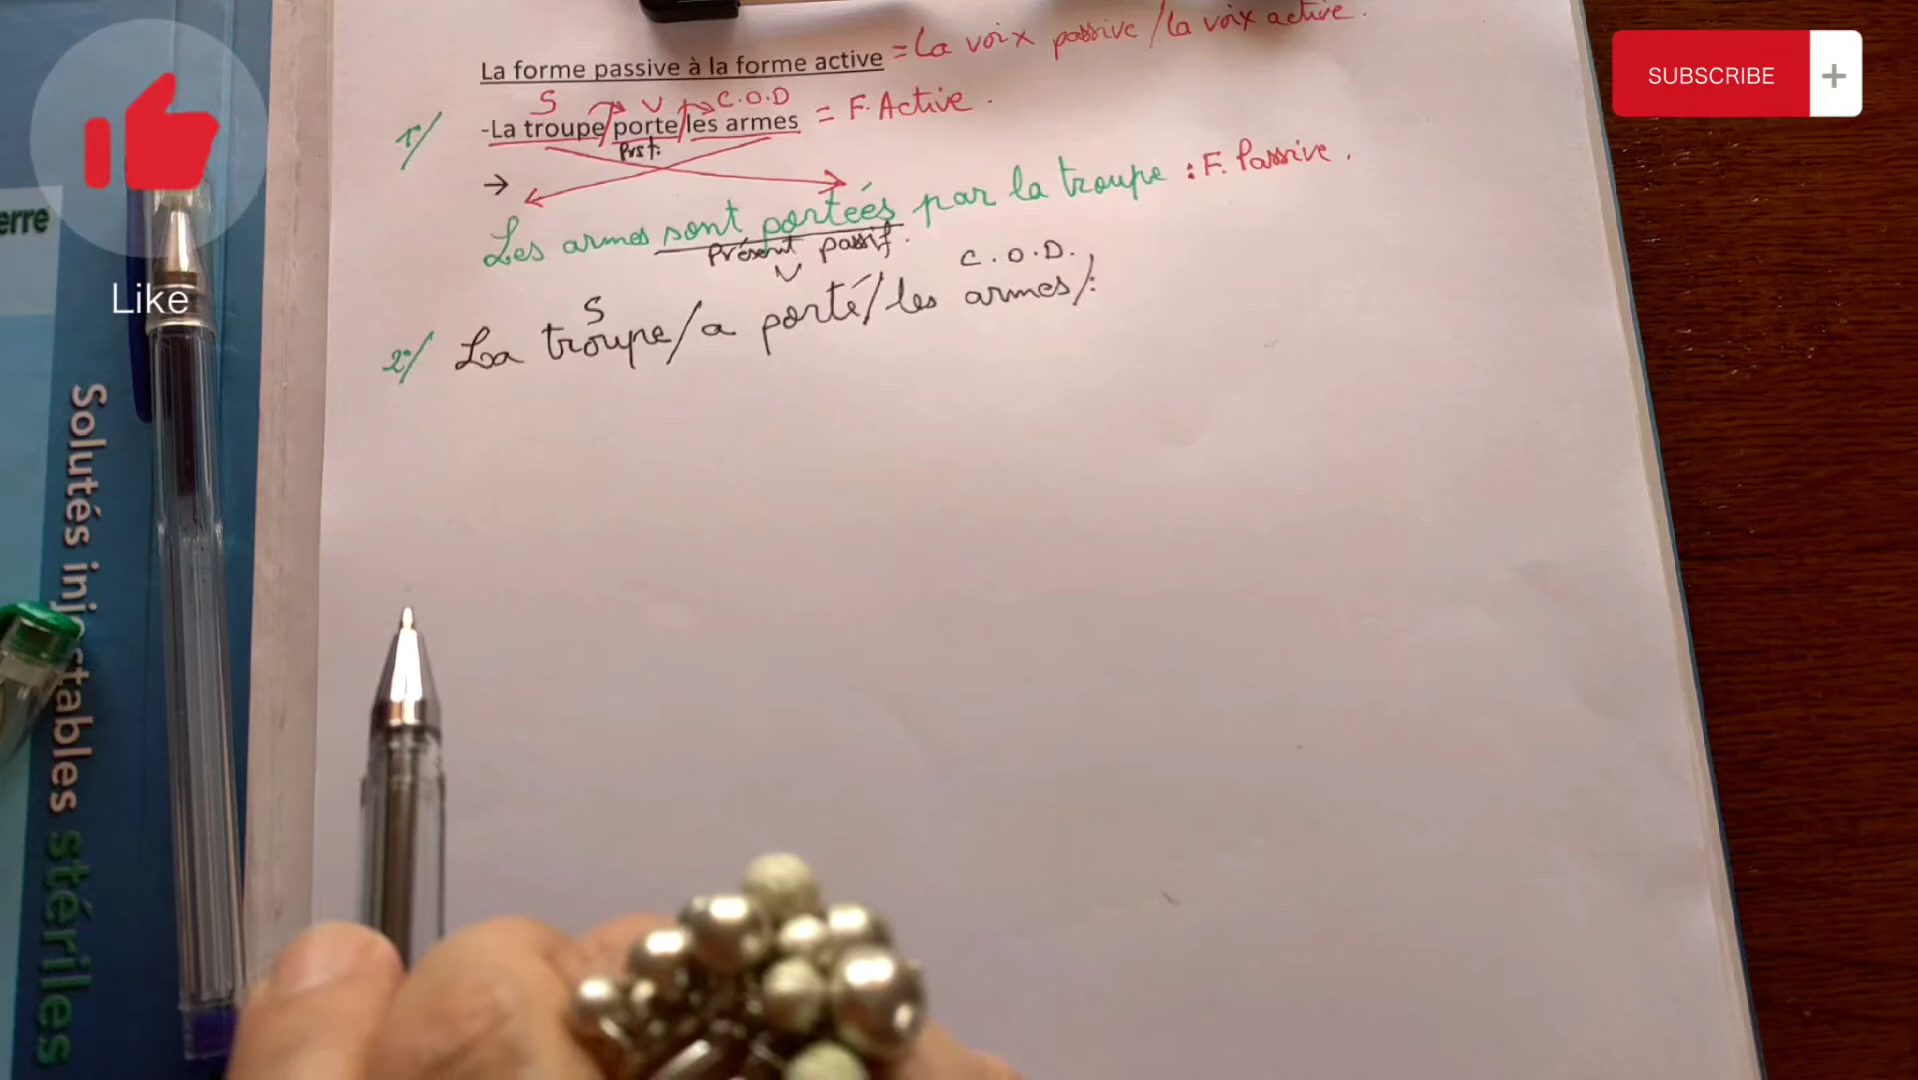 La forme passive à la forme active = La voix passive / la voix active.
S V C.O.D
1°/ -La troupe/porte/les armes = F. Active.
Prst.
→
Les armes sont portées par la troupe : F. Passive.
Présent passif.
S V C.O.D.
2°/ La troupe/a porté/les armes/:
SUBSCRIBE +
Like
erre
Solutés injectables stériles